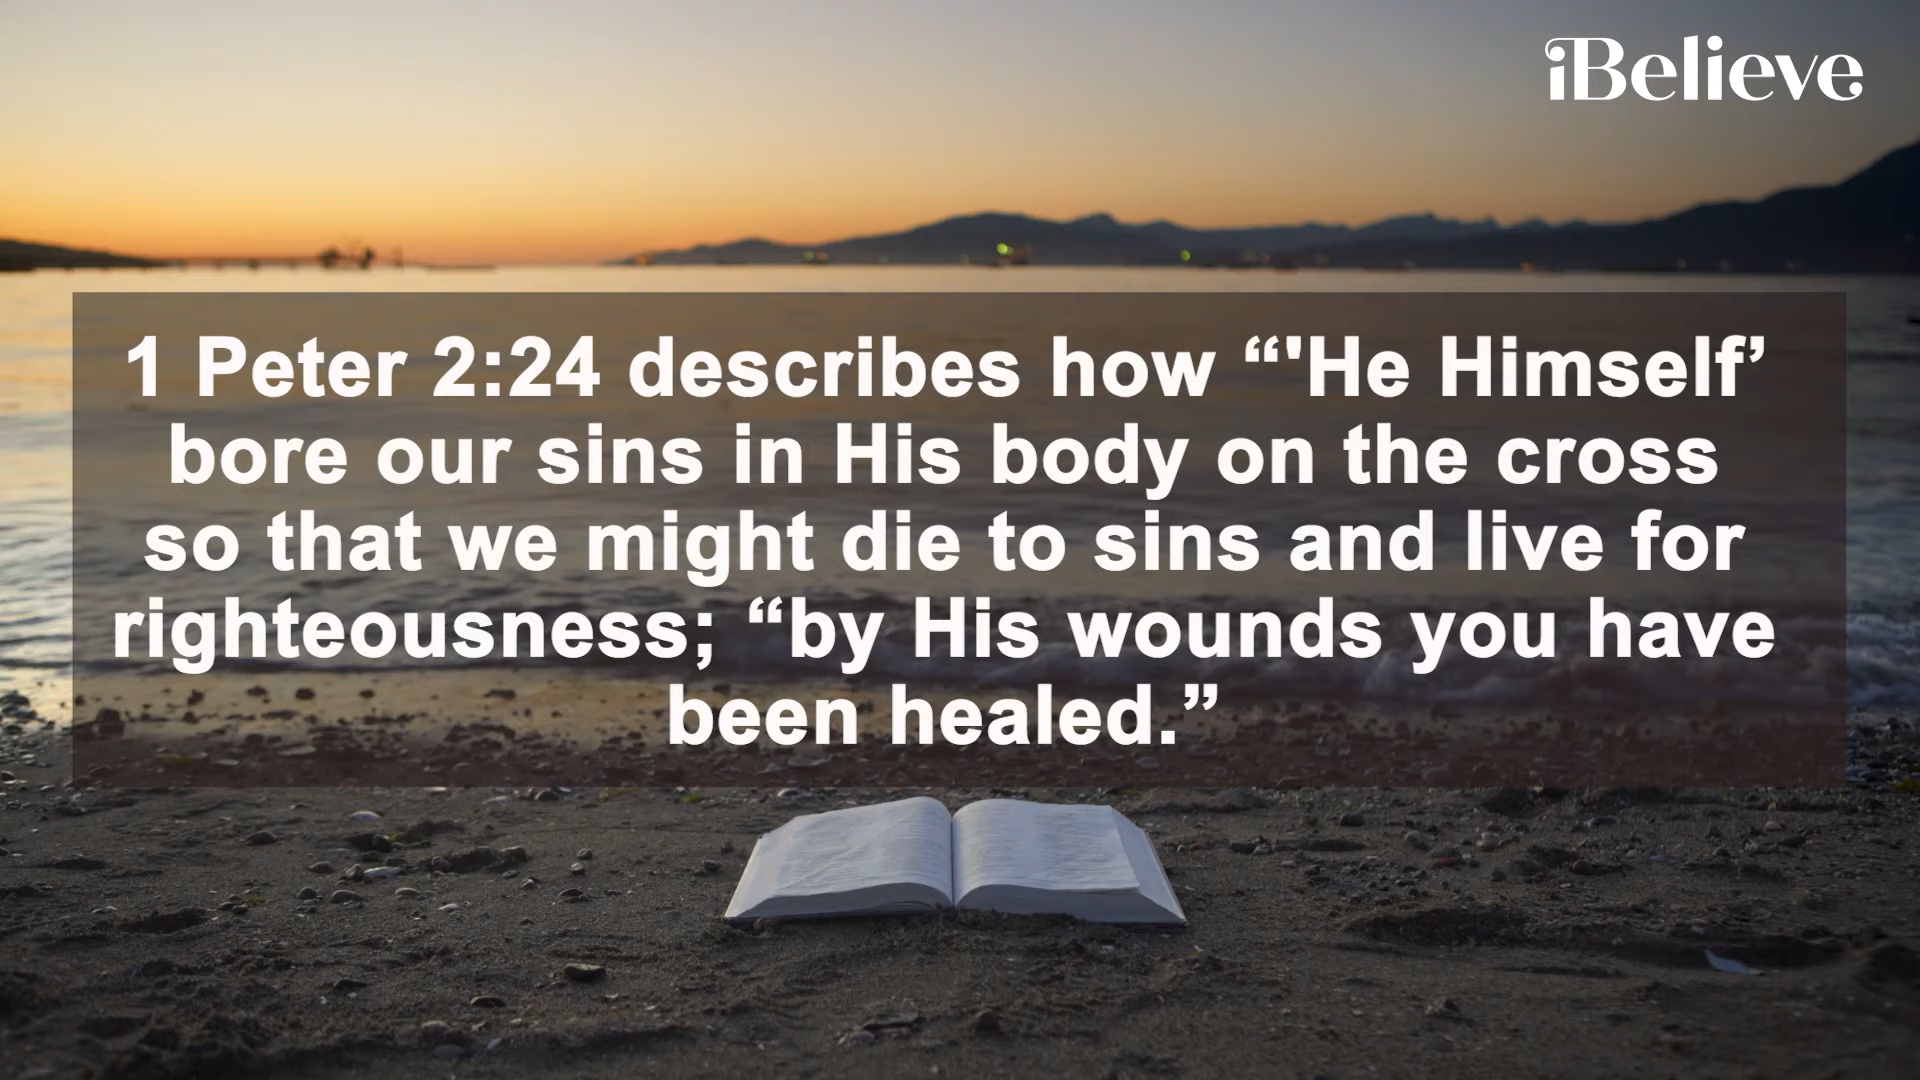 iBelieve
1 Peter 2:24 describes how “'He Himself’
bore our sins in His body on the cross
so that we might die to sins and live for
righteousness; “by His wounds you have
been healed.”